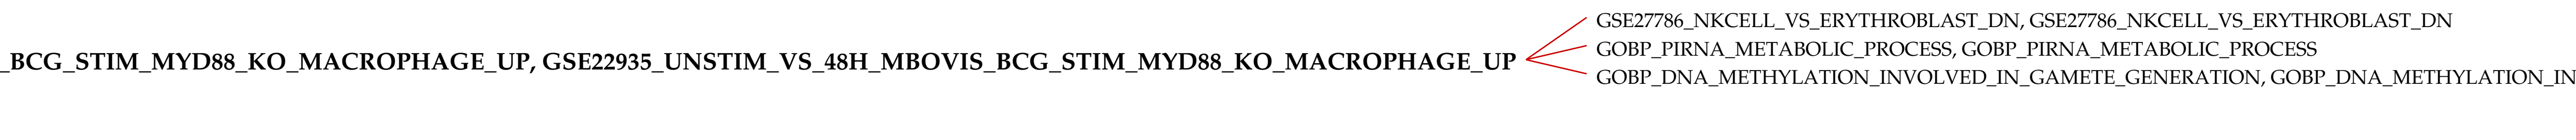 _BCG_STIM_MYD88_KO_MACROPHAGE_UP, GSE22935_UNSTIM_VS_48H_MBOVIS_BCG_STIM_MYD88_KO_MACROPHAGE_UP
GSE27786_NKCELL_VS_ERYTHROBLAST_DN, GSE27786_NKCELL_VS_ERYTHROBLAST_DN
GOBP_PIRNA_METABOLIC_PROCESS, GOBP_PIRNA_METABOLIC_PROCESS
GOBP_DNA_METHYLATION_INVOLVED_IN_GAMETE_GENERATION, GOBP_DNA_METHYLATION_IN